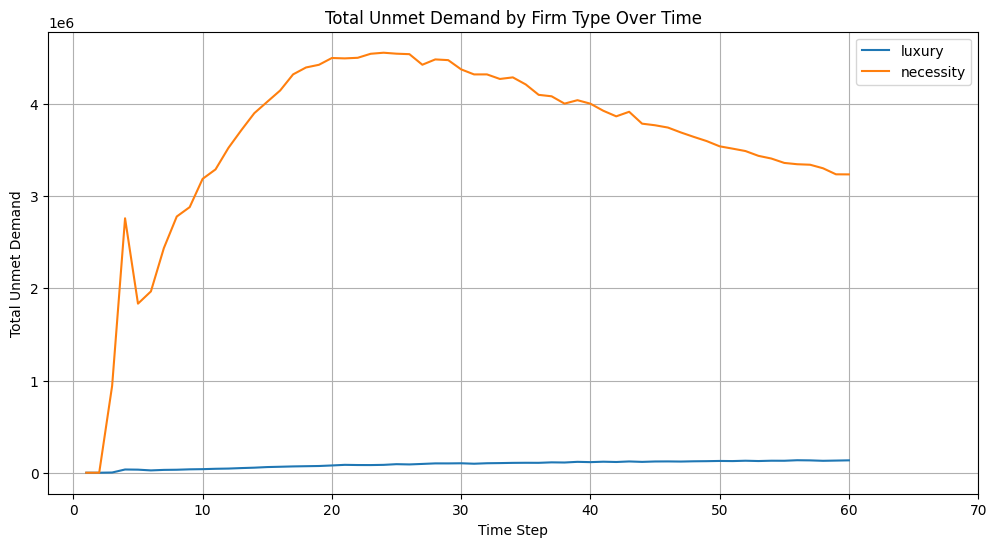 Total Unmet Demand by Firm Type Over Time
1e6
luxury
necessity
4
3
2
1
0
Total Unmet Demand
0 10 20 30 40 50 60 70
Time Step